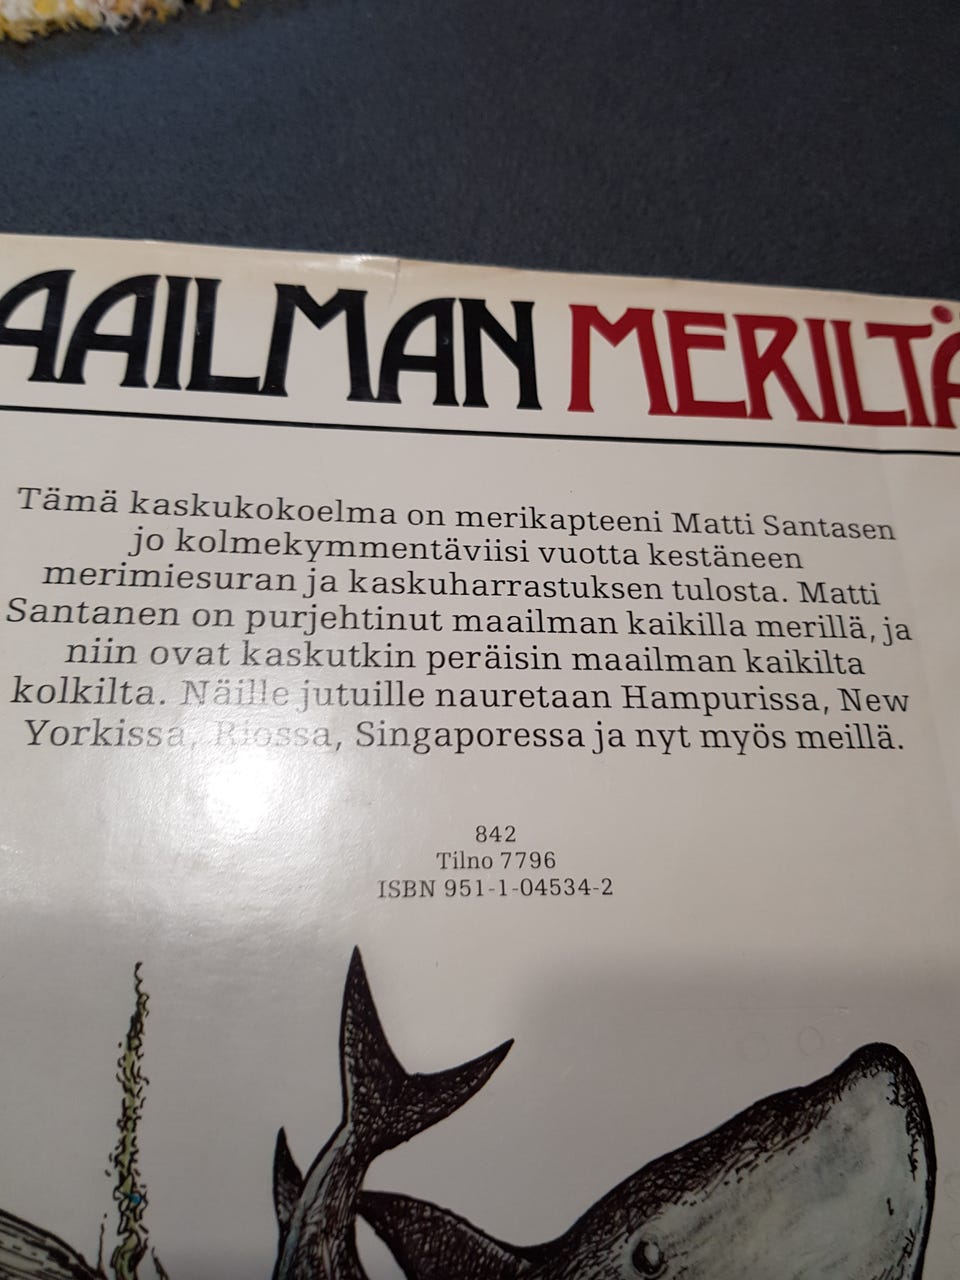 AAILMAN MERILTÄ
Tämä kaskukokoelma on merikapteeni Matti Santasen
jo kolmekymmentäviisi vuotta kestäneen
merimiesuran ja kaskuharrastuksen tulosta. Matti
Santanen on purjehtinut maailman kaikilla merillä, ja
niin ovat kaskutkin peräisin maailman kaikilta
kolkilta. Näille jutuille nauretaan Hampurissa, New
Yorkissa, Riossa, Singaporessa ja nyt myös meillä.
842
Tilno 7796
ISBN 951-1-04534-2